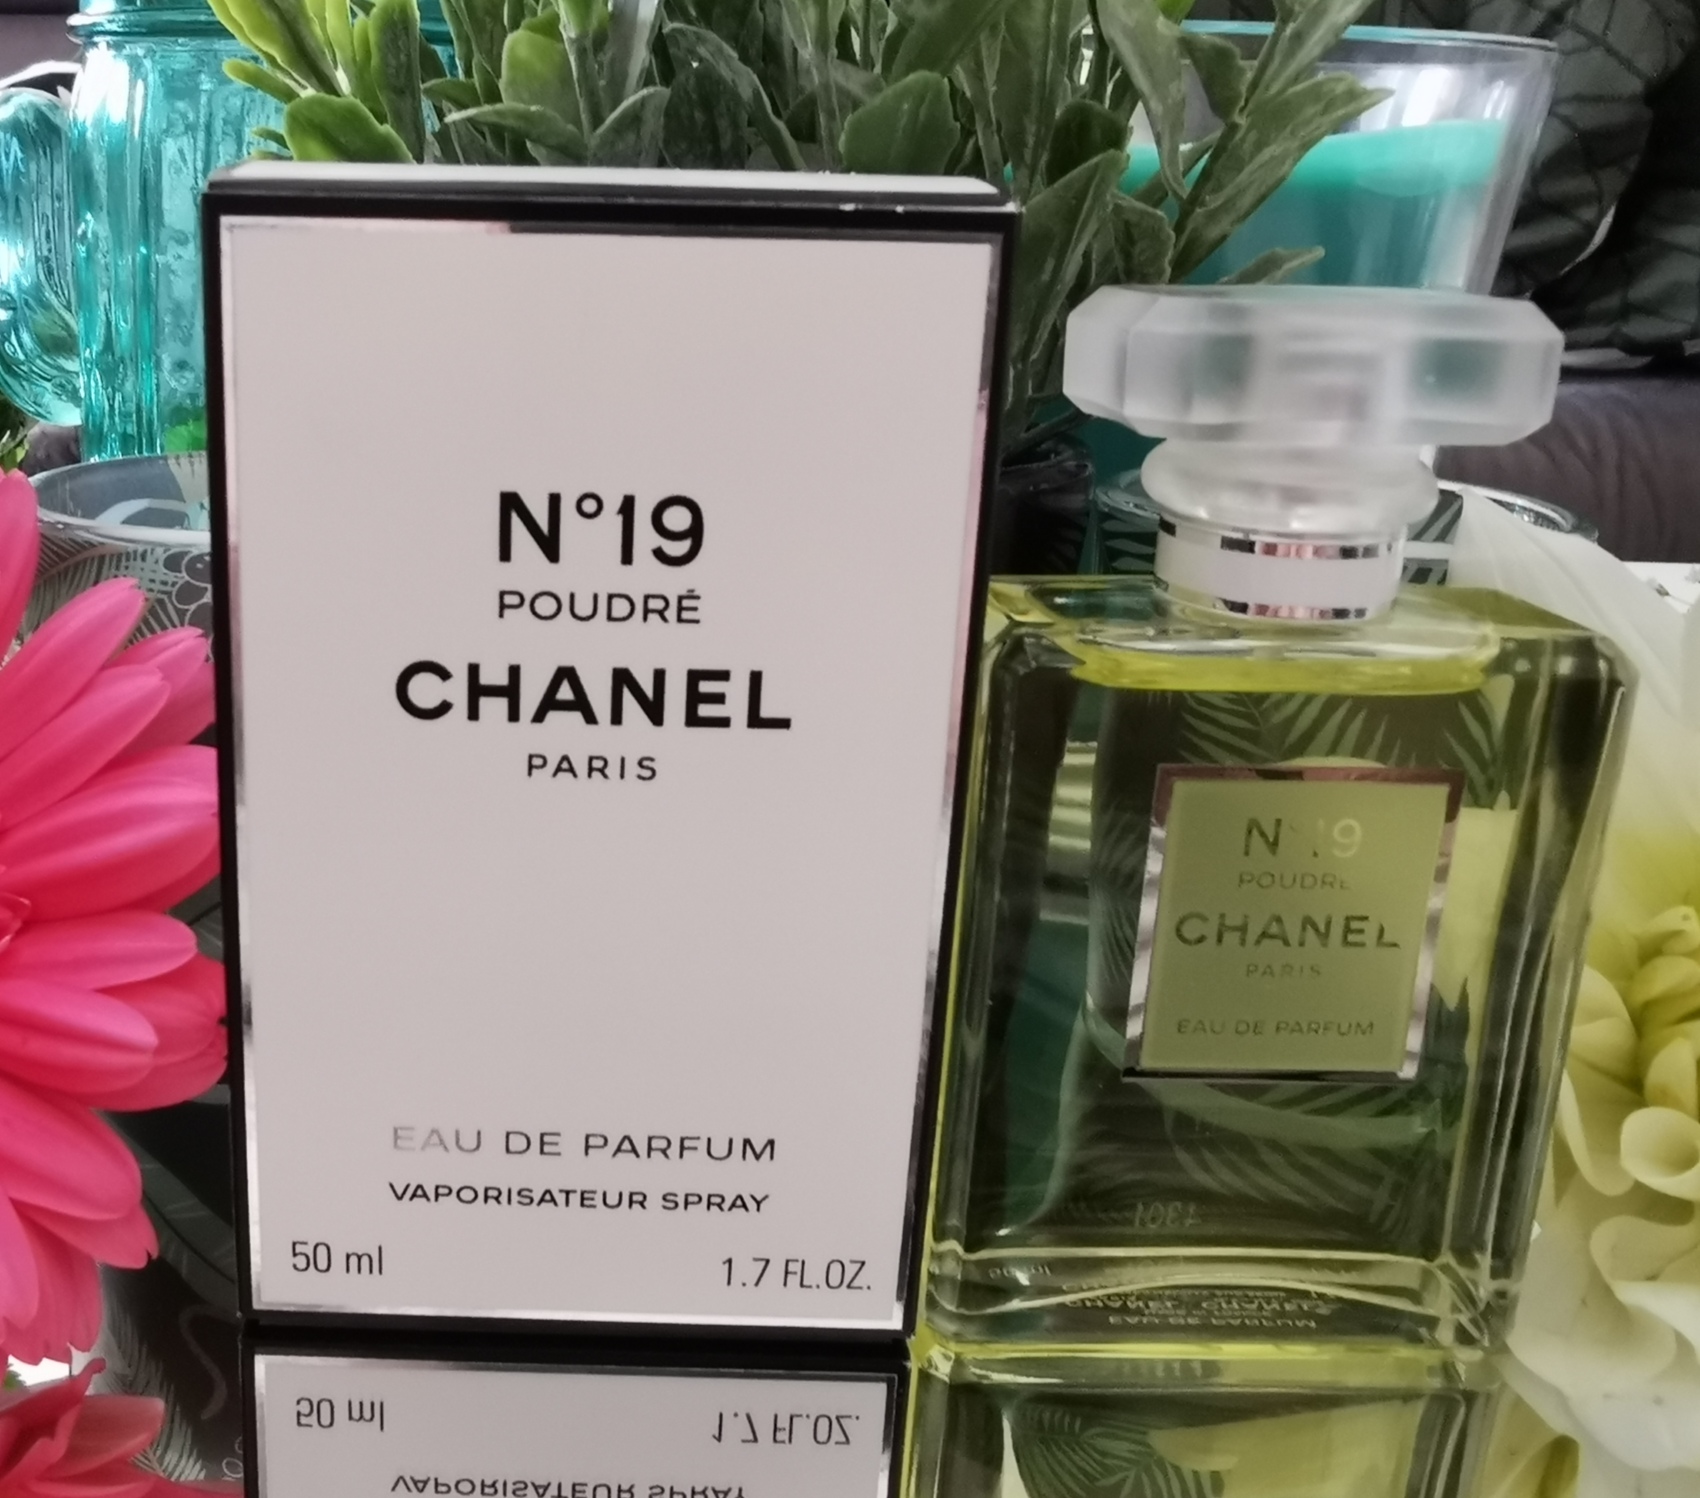 N°19
POUDRÉ
CHANEL
PARIS
EAU DE PARFUM
VAPORISATEUR SPRAY
50 ml 1.7 FL.OZ.
N°19
POUDRÉ
CHANEL
PARIS
EAU DE PARFUM
50 ml 1.7 FL.OZ.
VAPORISATEUR SPRAY